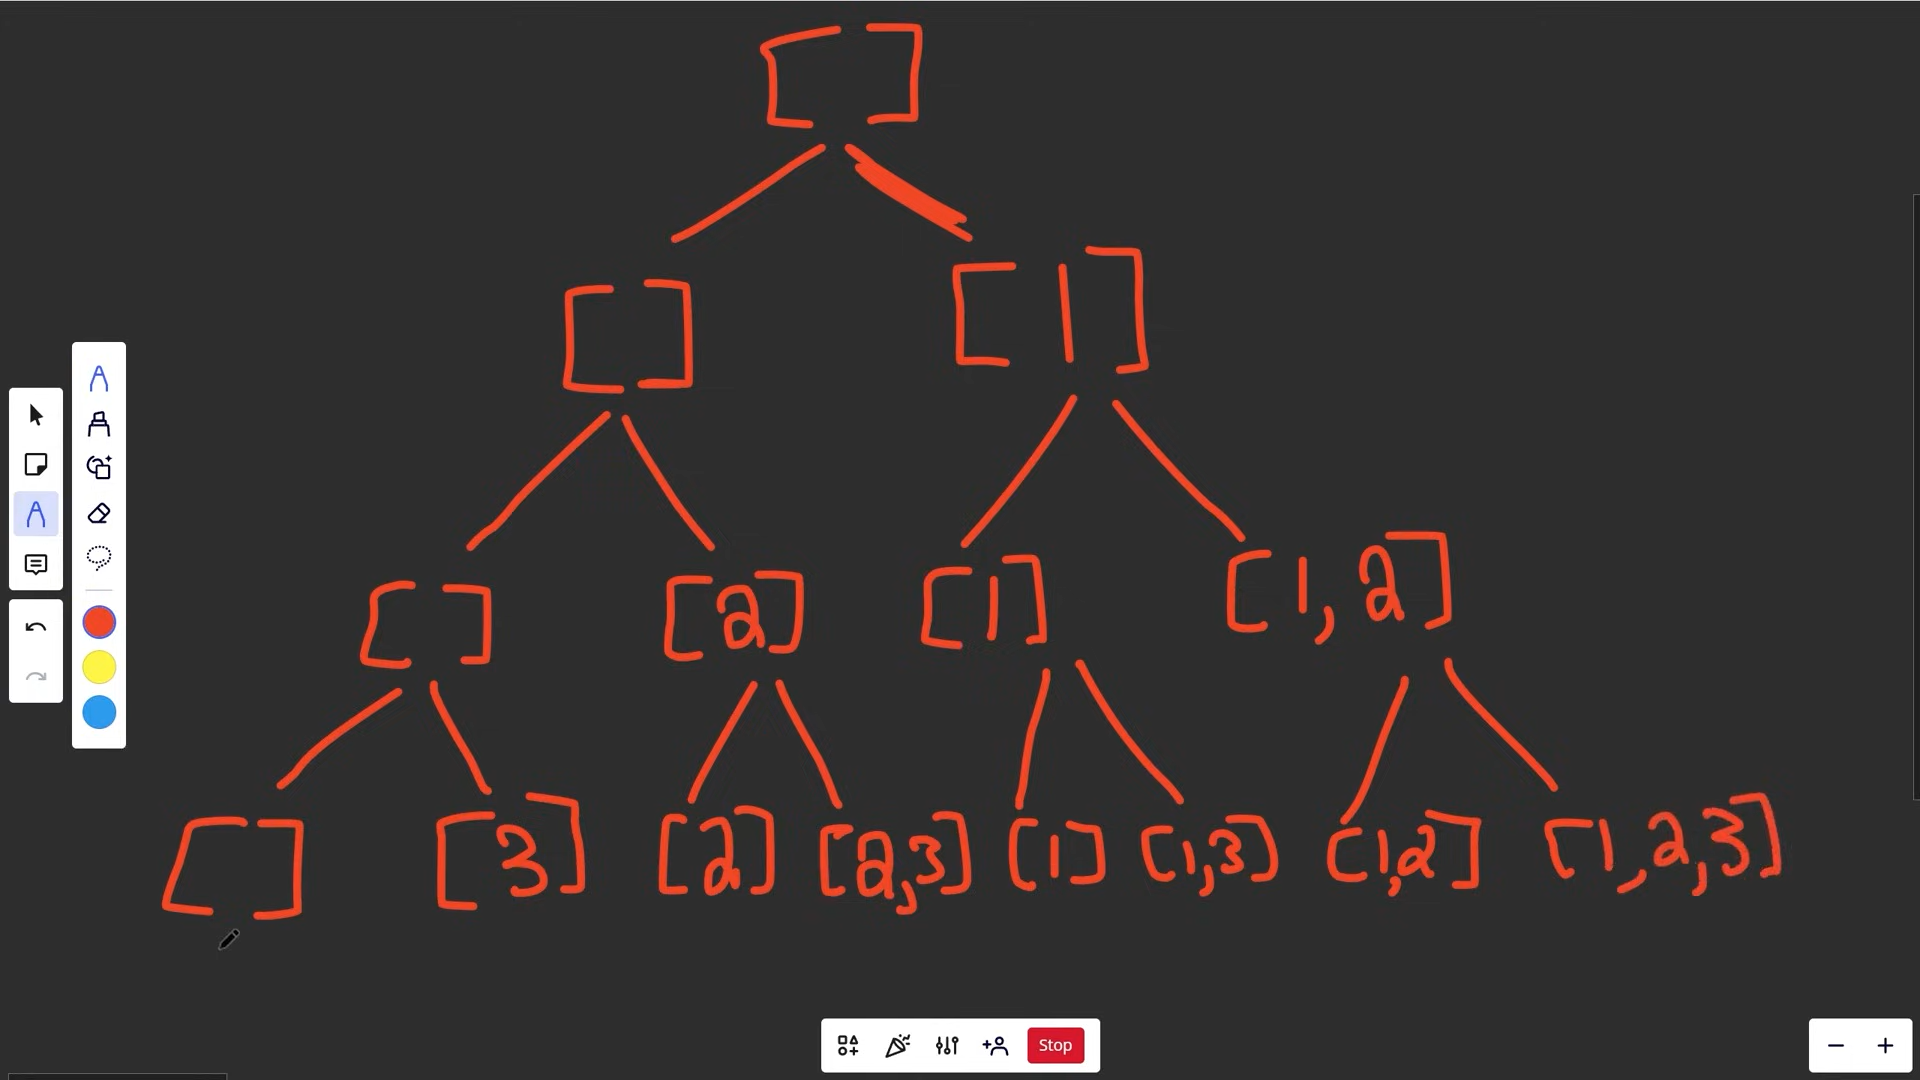 [ ]
[ ] [ 1 ]
[ ] [2] [1] [1, 2]
[ ] [3] [2] [2,3] [1] [1,3] [1,2] [1,2,3]
Stop